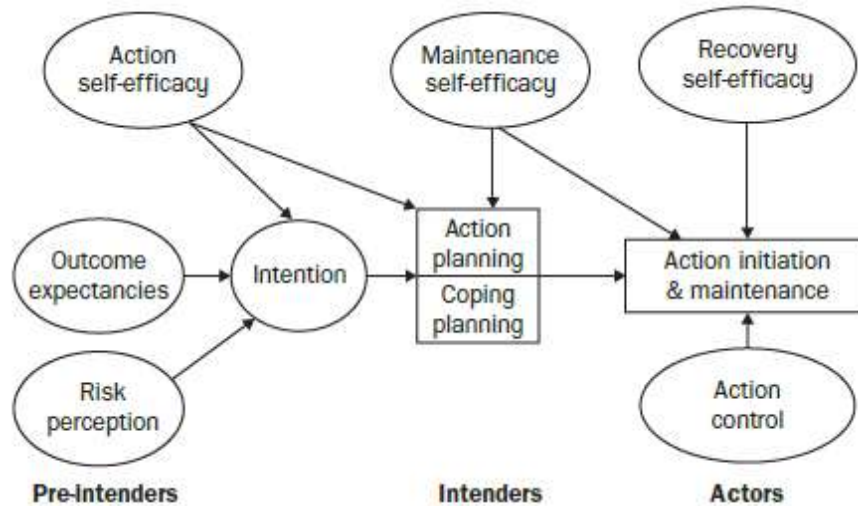 Action
self-efficacy
Maintenance
self-efficacy
Recovery
self-efficacy
Outcome
expectancies
Intention
Action
planning
Coping
planning
Action initiation
& maintenance
Risk
perception
Action
control
Pre-intenders
Intenders
Actors